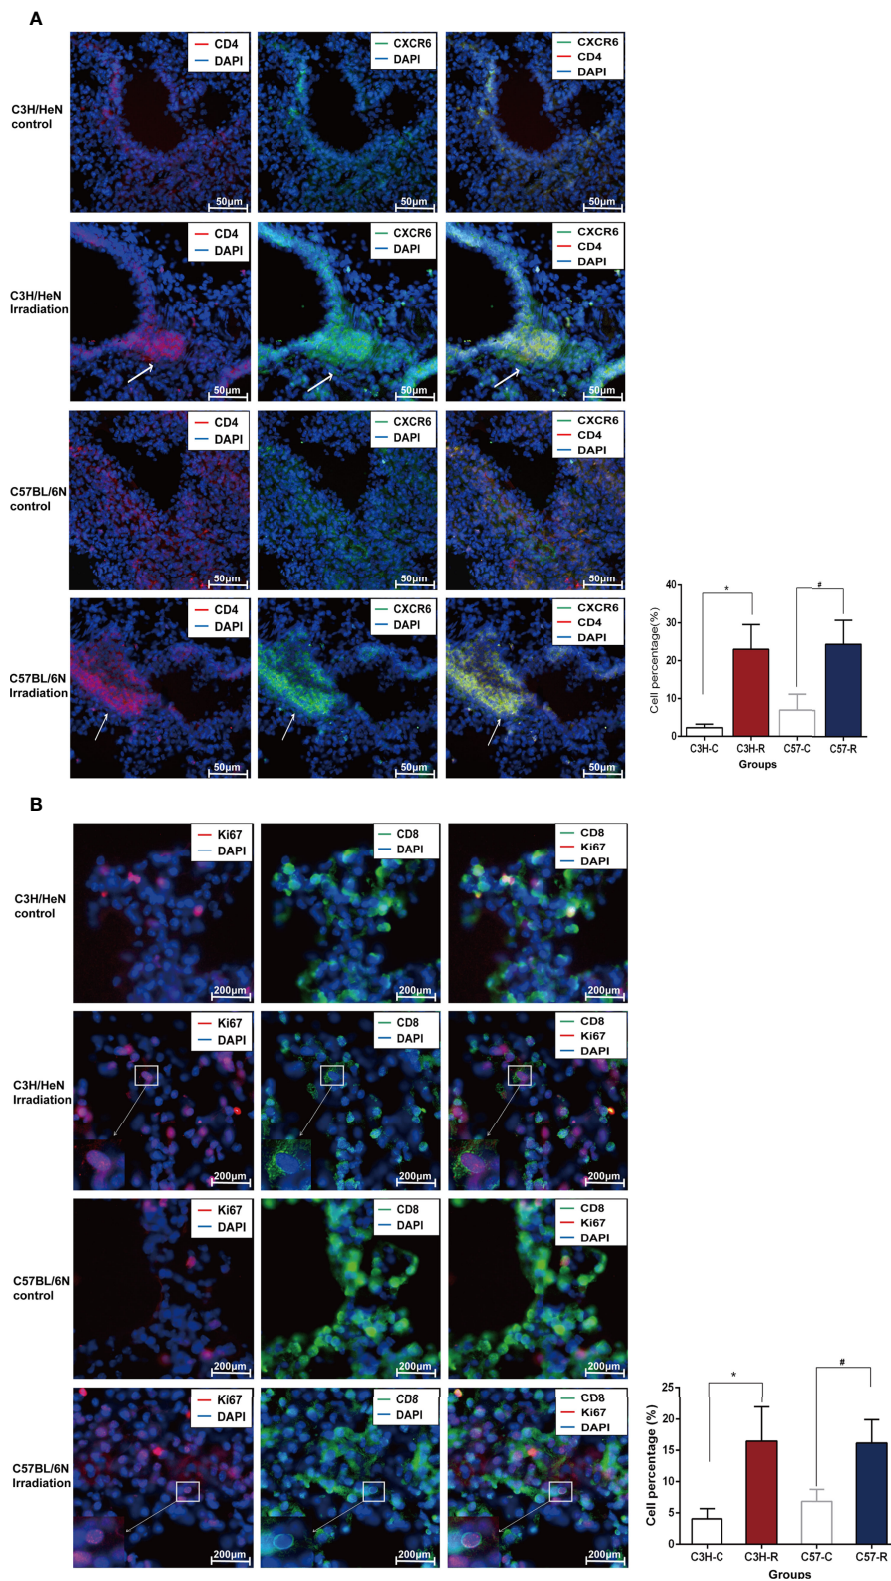 A
CD4
DAPI
CXCR6
DAPI
CXCR6
CD4
DAPI
C3H/HeN
control
50μm
50μm
50μm
CD4
DAPI
CXCR6
DAPI
CXCR6
CD4
DAPI
C3H/HeN
Irradiation
50μm
50μm
50μm
CD4
DAPI
CXCR6
DAPI
CXCR6
CD4
DAPI
C57BL/6N
control
50μm
50μm
50μm
CD4
DAPI
CXCR6
DAPI
CXCR6
CD4
DAPI
C57BL/6N
Irradiation
50μm
50μm
50μm
Cell percentage(%)
40
30
20
10
0
*
#
C3H-C
C3H-R
C57-C
C57-R
Groups
B
Ki67
DAPI
CD8
DAPI
CD8
Ki67
DAPI
C3H/HeN
control
200μm
200μm
200μm
Ki67
DAPI
CD8
DAPI
CD8
Ki67
DAPI
C3H/HeN
Irradiation
200μm
200μm
200μm
Ki67
DAPI
CD8
DAPI
CD8
Ki67
DAPI
C57BL/6N
control
200μm
200μm
200μm
Ki67
DAPI
CD8
DAPI
CD8
Ki67
DAPI
C57BL/6N
Irradiation
200μm
200μm
200μm
Cell percentage (%)
25
20
15
10
5
0
*
#
C3H-C
C3H-R
C57-C
C57-R
Groups